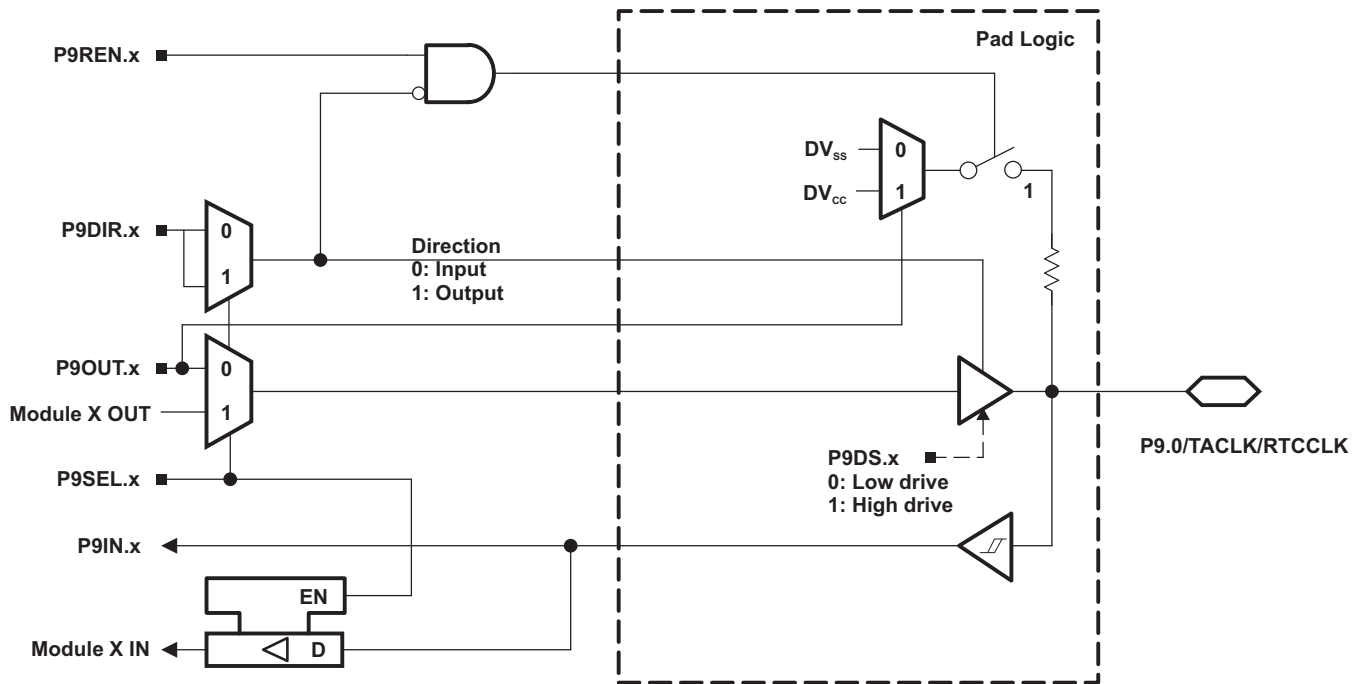 Pad Logic
P9REN.x
DVSS
0
DVCC
1
1
P9DIR.x
0
1
Direction
0: Input
1: Output
P9OUT.x
0
Module X OUT
1
P9SEL.x
P9DS.x
0: Low drive
1: High drive
P9.0/TACLK/RTCCLK
P9IN.x
EN
Module X IN
D